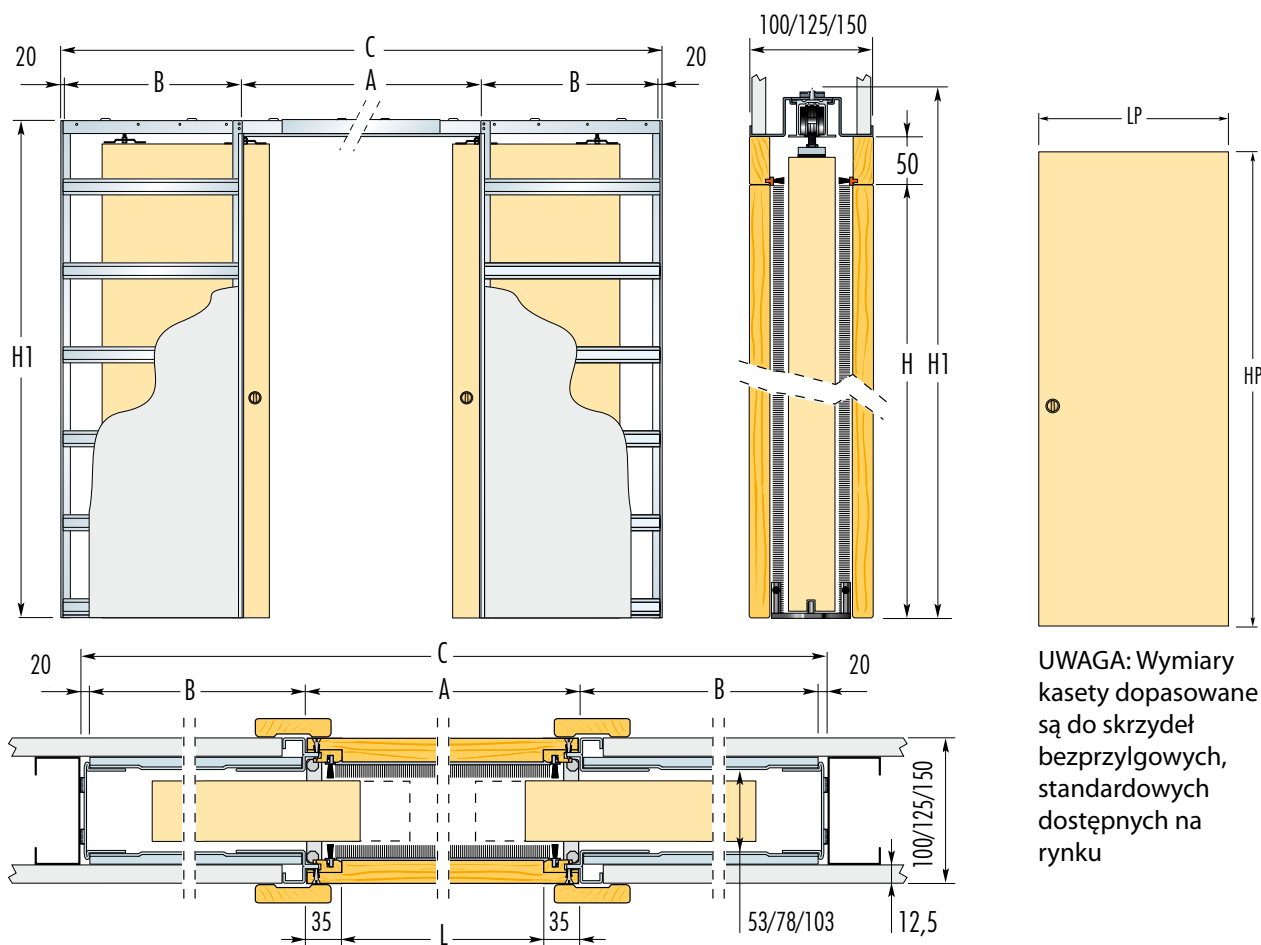 20
C
20
B
A
B
H1
100/125/150
50
H
H1
LP
HP
20
C
20
B
A
B
100/125/150
35
L
35
53/78/103
12,5
UWAGA: Wymiary
kasety dopasowane
są do skrzydeł
bezprzylgowych,
standardowych
dostępnych na
rynku